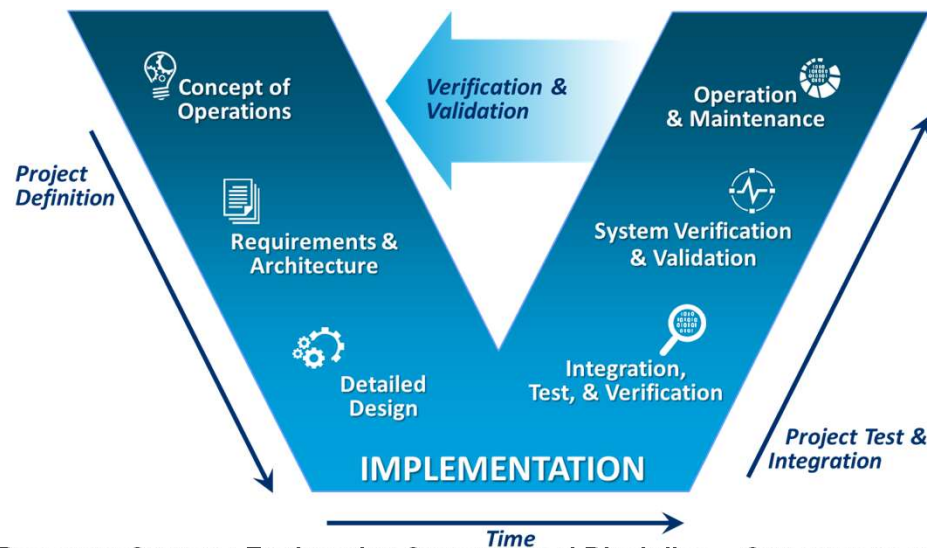 Concept of
Operations
Verification &
Validation
Operation
& Maintenance
Project
Definition
Requirements &
Architecture
System Verification
& Validation
Detailed
Design
Integration,
Test, & Verification
IMPLEMENTATION
Project Test &
Integration
Time